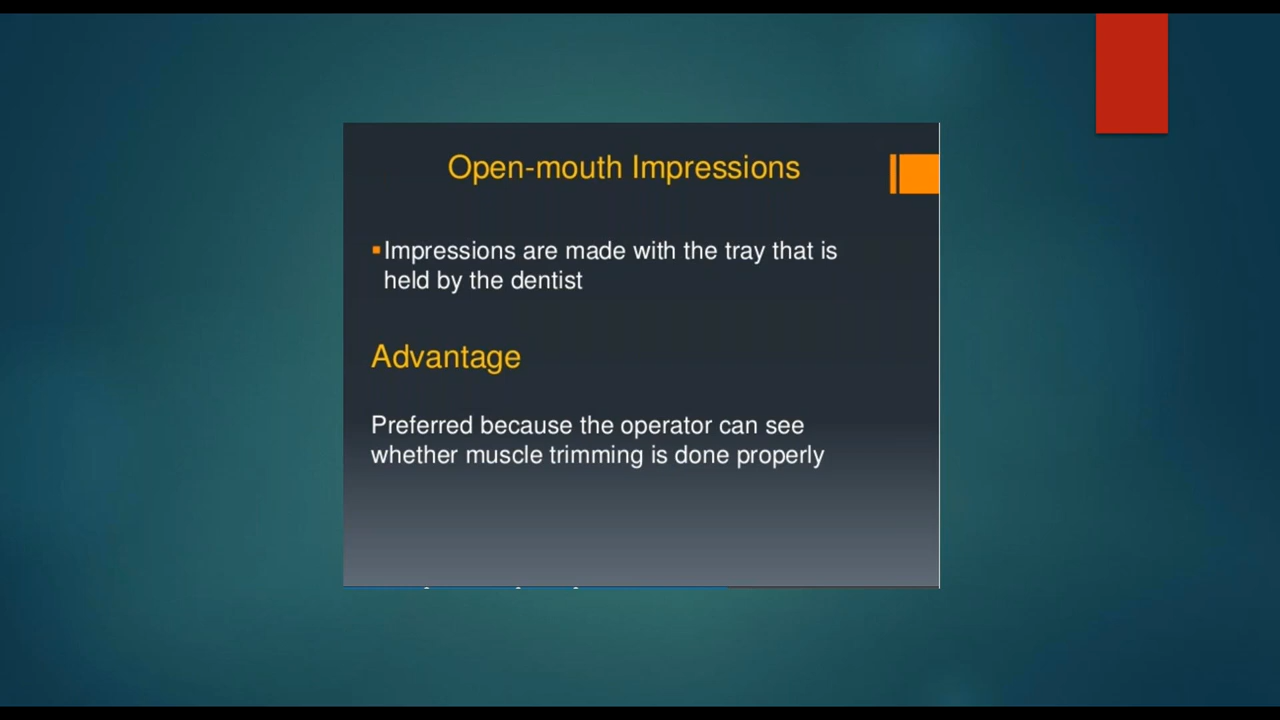 Open-mouth Impressions
▪Impressions are made with the tray that is
held by the dentist
Advantage
Preferred because the operator can see
whether muscle trimming is done properly